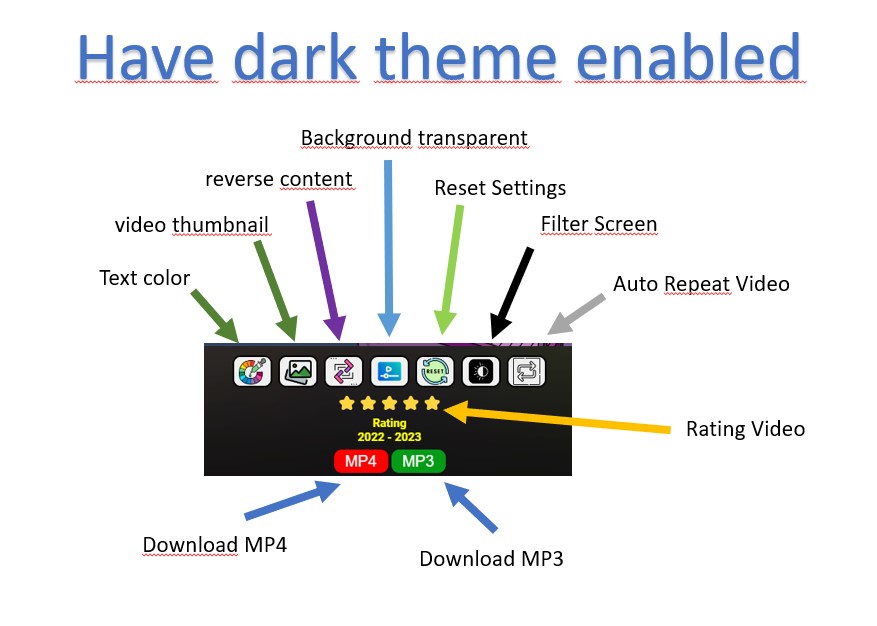 Have dark theme enabled
Background transparent
reverse content
Reset Settings
video thumbnail
Filter Screen
Text color
Auto Repeat Video
RESET
Rating
2022 - 2023
Rating Video
MP4 MP3
Download MP4
Download MP3